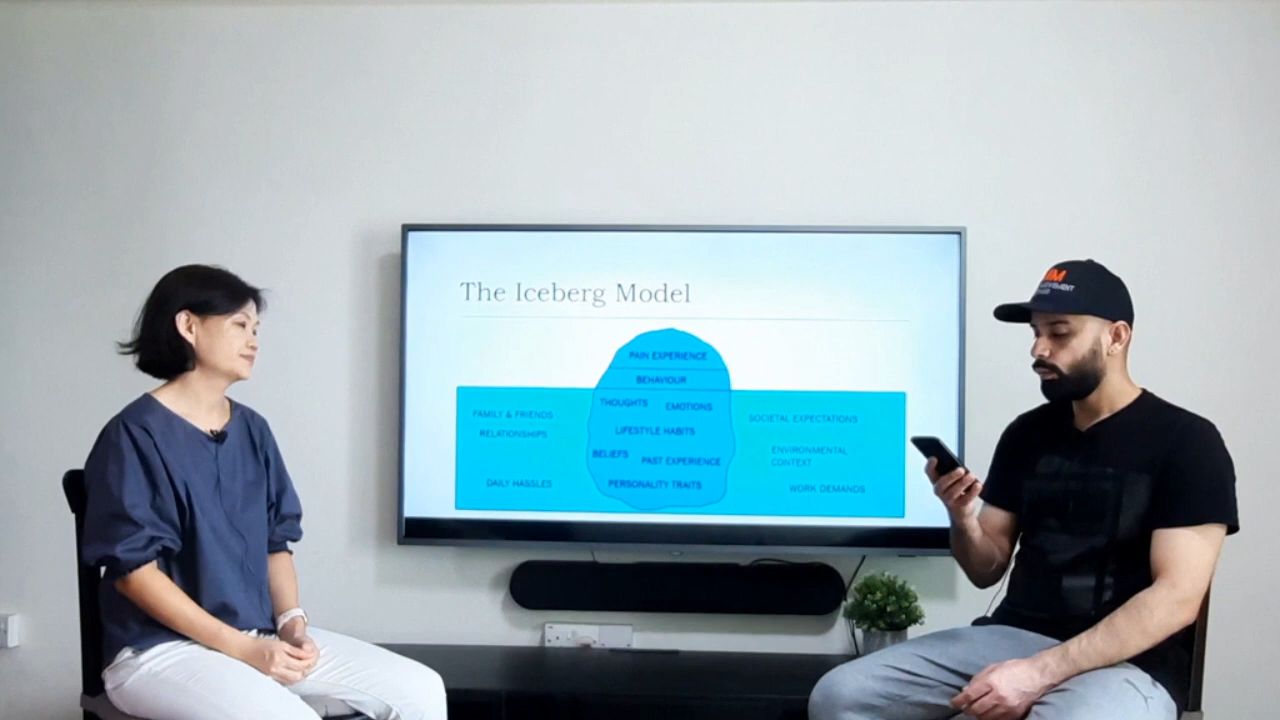 The Iceberg Model
PAIN EXPERIENCE
BEHAVIOUR
THOUGHTS EMOTIONS
LIFESTYLE HABITS
BELIEFS PAST EXPERIENCE
PERSONALITY TRAITS
FAMILY & FRIENDS
RELATIONSHIPS
DAILY HASSLES
SOCIETAL EXPECTATIONS
ENVIRONMENTAL
CONTEXT
WORK DEMANDS